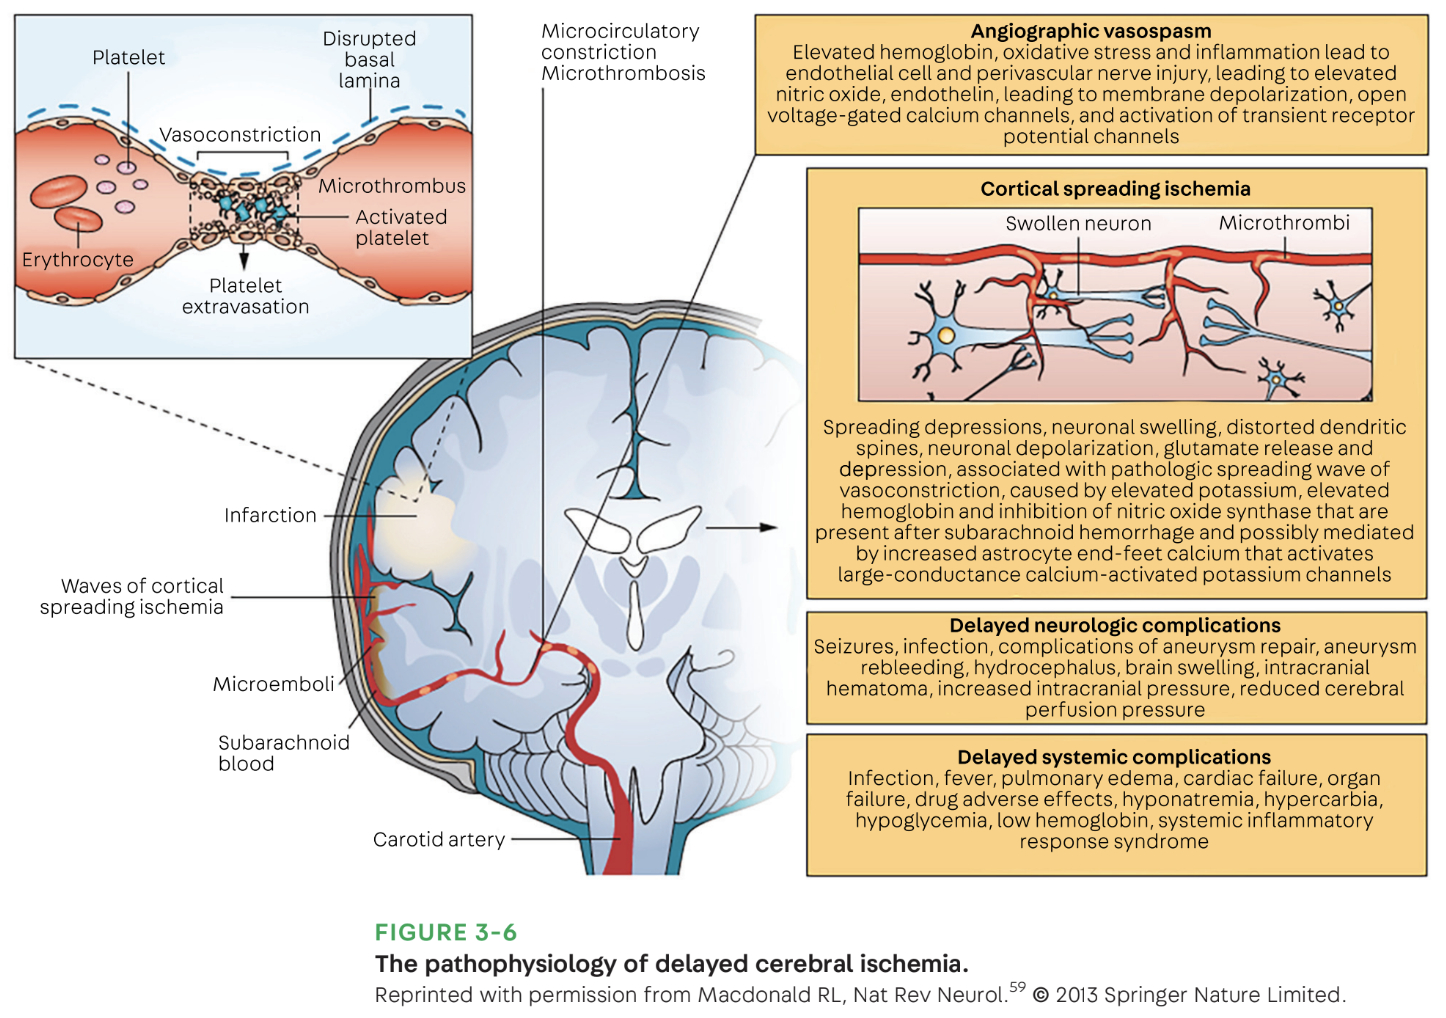 Platelet
Disrupted
basal
lamina
Vasoconstriction
Microthrombus
Activated
platelet
Erythrocyte
Platelet
extravasation
Microcirculatory
constriction
Microthrombosis
Infarction
Waves of cortical
spreading ischemia
Microemboli
Subarachnoid
blood
Carotid artery
Angiographic vasospasm
Elevated hemoglobin, oxidative stress and inflammation lead to
endothelial cell and perivascular nerve injury, leading to elevated
nitric oxide, endothelin, leading to membrane depolarization, open
voltage-gated calcium channels, and activation of transient receptor
potential channels
Cortical spreading ischemia
Swollen neuron
Microthrombi
Spreading depressions, neuronal swelling, distorted dendritic
spines, neuronal depolarization, glutamate release and
depression, associated with pathologic spreading wave of
vasoconstriction, caused by elevated potassium, elevated
hemoglobin and inhibition of nitric oxide synthase that are
present after subarachnoid hemorrhage and possibly mediated
by increased astrocyte end-feet calcium that activates
large-conductance calcium-activated potassium channels
Delayed neurologic complications
Seizures, infection, complications of aneurysm repair, aneurysm
rebleeding, hydrocephalus, brain swelling, intracranial
hematoma, increased intracranial pressure, reduced cerebral
perfusion pressure
Delayed systemic complications
Infection, fever, pulmonary edema, cardiac failure, organ
failure, drug adverse effects, hyponatremia, hypercarbia,
hypoglycemia, low hemoglobin, systemic inflammatory
response syndrome
FIGURE 3-6
The pathophysiology of delayed cerebral ischemia.
Reprinted with permission from Macdonald RL, Nat Rev Neurol.59 © 2013 Springer Nature Limited.